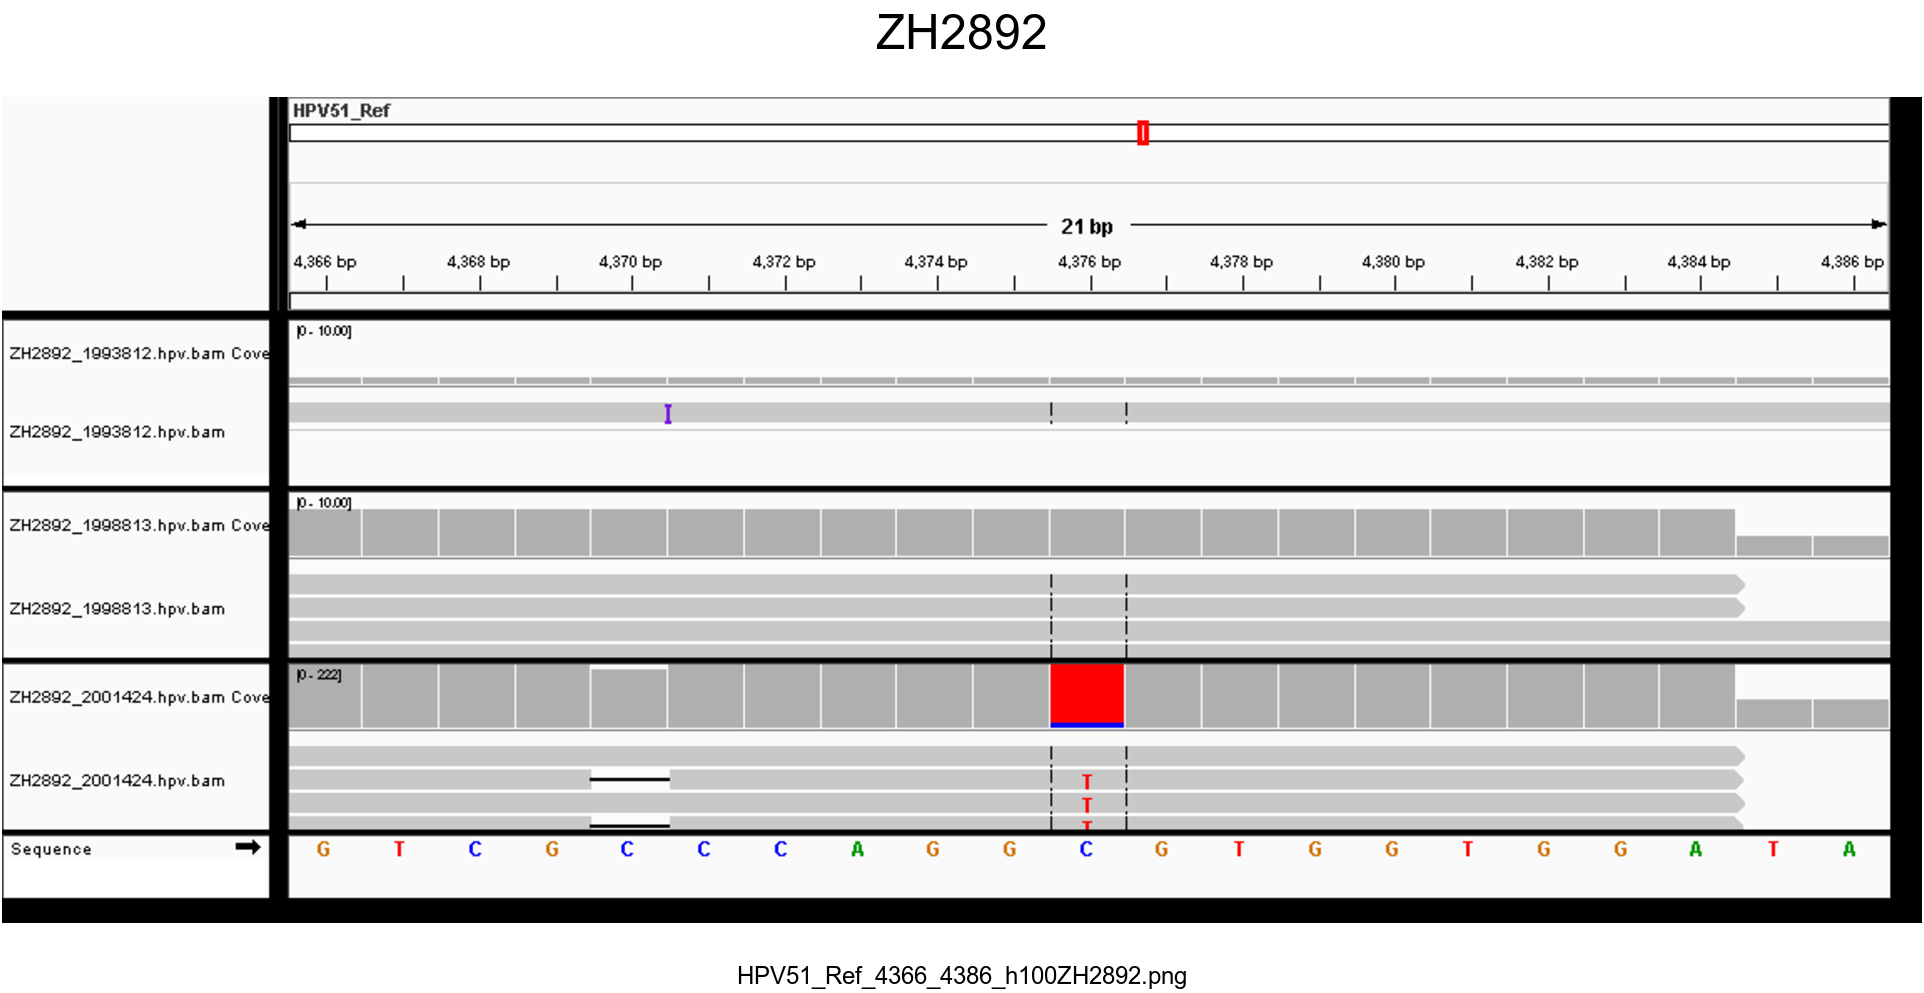 ZH2892
HPV51_Ref
21 bp
4,366 bp 4,368 bp 4,370 bp 4,372 bp 4,374 bp 4,376 bp 4,378 bp 4,380 bp 4,382 bp 4,384 bp 4,386 bp
[0 - 10.00]
ZH2892_1993812.hpv.bam Cove
I
ZH2892_1993812.hpv.bam
[0 - 10.00]
ZH2892_1998813.hpv.bam Cove
ZH2892_1998813.hpv.bam
[0 - 222]
ZH2892_2001424.hpv.bam Cove
ZH2892_2001424.hpv.bam T
T
T
Sequence G T C G C C C A G G C G T G G T G G A T A
HPV51_Ref_4366_4386_h100ZH2892.png